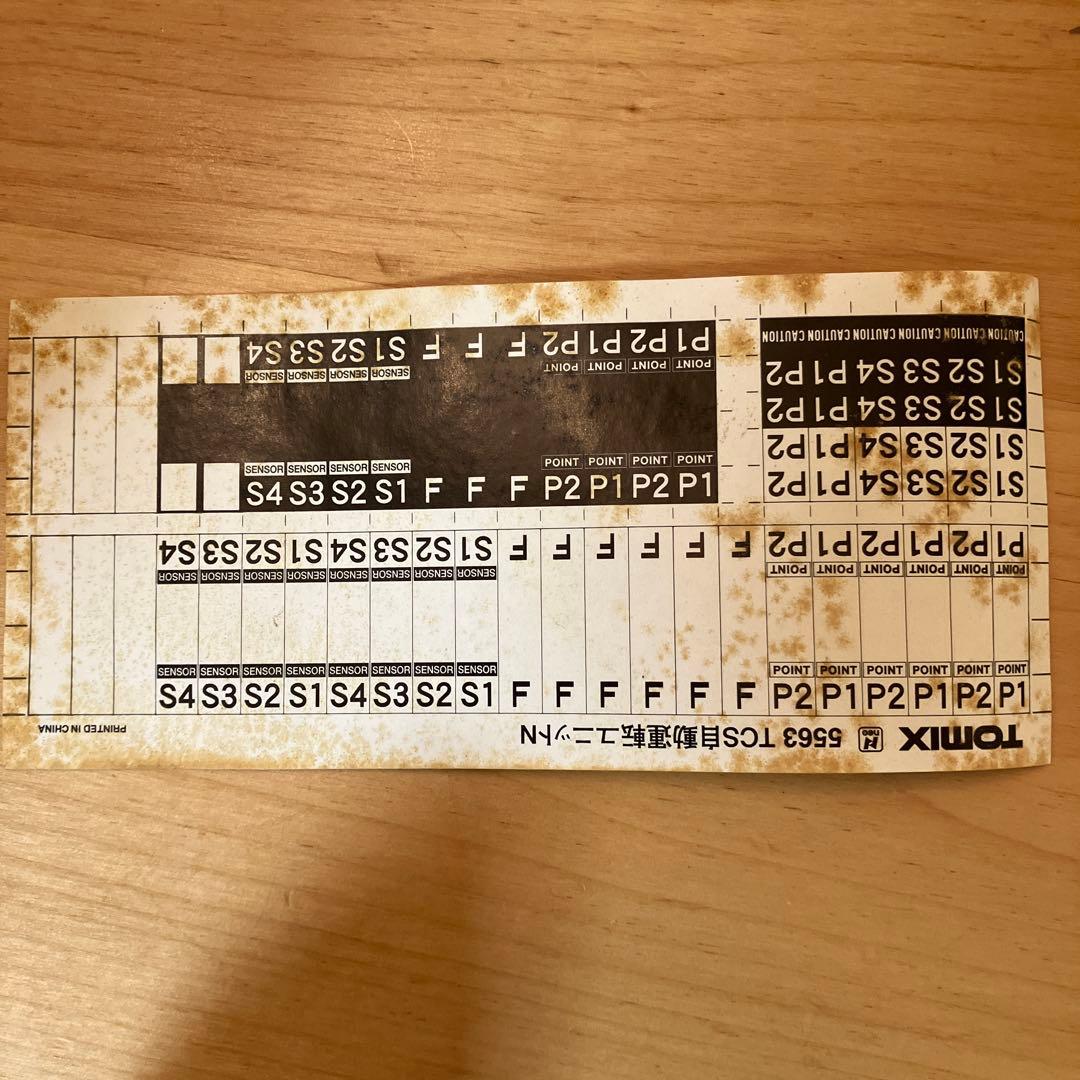 TOMIX N neo 5563 TCS自動運転ユニットN PRINTED IN CHINA
SENSOR SENSOR SENSOR SENSOR SENSOR SENSOR SENSOR SENSOR POINT POINT POINT POINT POINT POINT
S4 S3 S2 S1 S4 S3 S2 S1 F F F F F F P2 P1 P2 P1 P2 P1
POINT POINT POINT POINT POINT POINT SENSOR SENSOR SENSOR SENSOR SENSOR SENSOR SENSOR SENSOR
P1 P2 P1 P2 P1 P2 F F F F F F S1 S2 S3 S4 S1 S2 S3 S4
S1 S2 S3 S4 P1 P2
S1 S2 S3 S4 P1 P2
S1 S2 S3 S4 P1 P2
S1 S2 S3 S4 P1 P2
CAUTION CAUTION CAUTION CAUTION CAUTION CAUTION
SENSOR SENSOR SENSOR SENSOR POINT POINT POINT POINT
S4 S3 S2 S1 F F F P2 P1 P2 P1
POINT POINT POINT POINT SENSOR SENSOR SENSOR SENSOR
P1 P2 P1 P2 F F F S1 S2 S3 S4